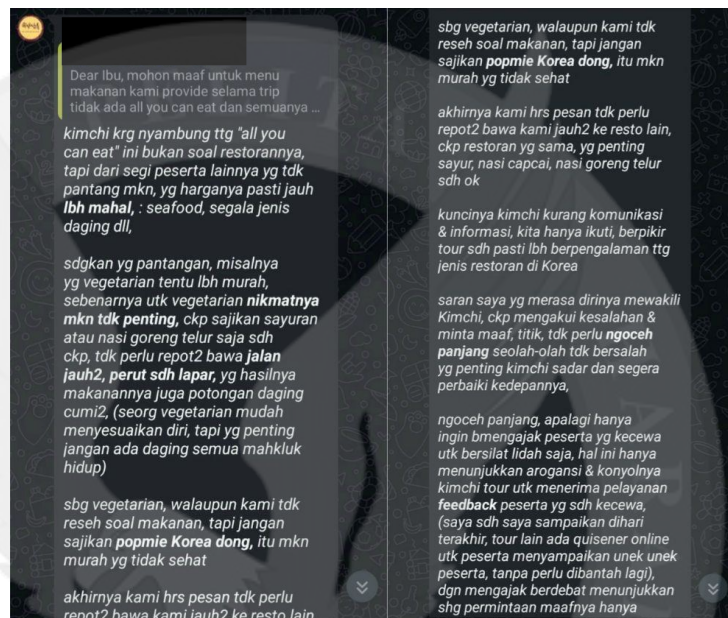 Dear Ibu, mohon maaf untuk menu
makanan kami provide selama trip
tidak ada all you can eat dan semuanya ...
kimchi krg nyambung ttg "all you
can eat" ini bukan soal restorannya,
tapi dari segi peserta lainnya yg tdk
pantang mkn, yg harganya pasti jauh
lbh mahal, : seafood, segala jenis
daging dll,
sdgkan yg pantangan, misalnya
yg vegetarian tentu lbh murah,
sebenarnya utk vegetarian nikmatnya
mkn tdk penting, ckp sajikan sayuran
atau nasi goreng telur saja sdh
ckp, tdk perlu repot2 bawa jalan
jauh2, perut sdh lapar, yg hasilnya
makanannya juga potongan daging
cumi2, (seorg vegetarian mudah
menyesuaikan diri, tapi yg penting
jangan ada daging semua mahkluk
hidup)
sbg vegetarian, walaupun kami tdk
reseh soal makanan, tapi jangan
sajikan popmie Korea dong, itu mkn
murah yg tidak sehat
akhirnya kami hrs pesan tdk perlu
repot2 bawa kami jauh2 ke resto lain
sbg vegetarian, walaupun kami tdk
reseh soal makanan, tapi jangan
sajikan popmie Korea dong, itu mkn
murah yg tidak sehat
akhirnya kami hrs pesan tdk perlu
repot2 bawa kami jauh2 ke resto lain,
ckp restoran yg sama, yg penting
sayur, nasi capcai, nasi goreng telur
sdh ok
kuncinya kimchi kurang komunikasi
& informasi, kita hanya ikuti, berpikir
tour sdh pasti lbh berpengalaman ttg
jenis restoran di Korea
saran saya yg merasa dirinya mewakili
Kimchi, ckp mengakui kesalahan &
minta maaf, titik, tdk perlu ngoceh
panjang seolah-olah tdk bersalah
yg penting kimchi sadar dan segera
perbaiki kedepannya,
ngoceh panjang, apalagi hanya
ingin bmengajak peserta yg kecewa
utk bersilat lidah saja, hal ini hanya
menunjukkan arogansi & konyolnya
kimchi tour utk menerima pelayanan
feedback peserta yg sdh kecewa,
(saya sdh saya sampaikan dihari
terakhir, tour lain ada quisener online
utk peserta menyampaikan unek unek
peserta, tanpa perlu dibantah lagi),
dgn mengajak berdebat menunjukkan
shg permintaan maafnya hanya